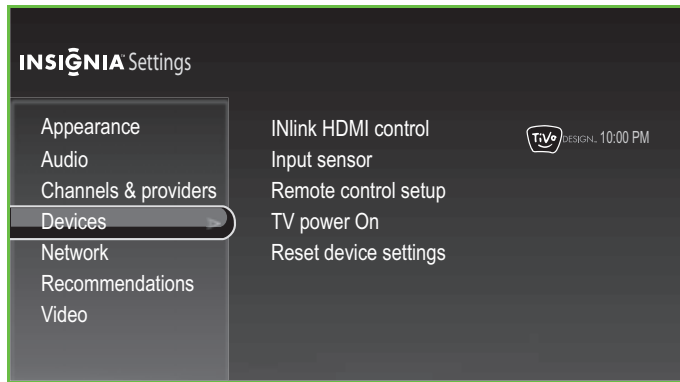 INSIGNIA™ Settings
TiVo DESIGN. 10:00 PM
Appearance
Audio
Channels & providers
Devices >
Network
Recommendations
Video
INlink HDMI control
Input sensor
Remote control setup
TV power On
Reset device settings